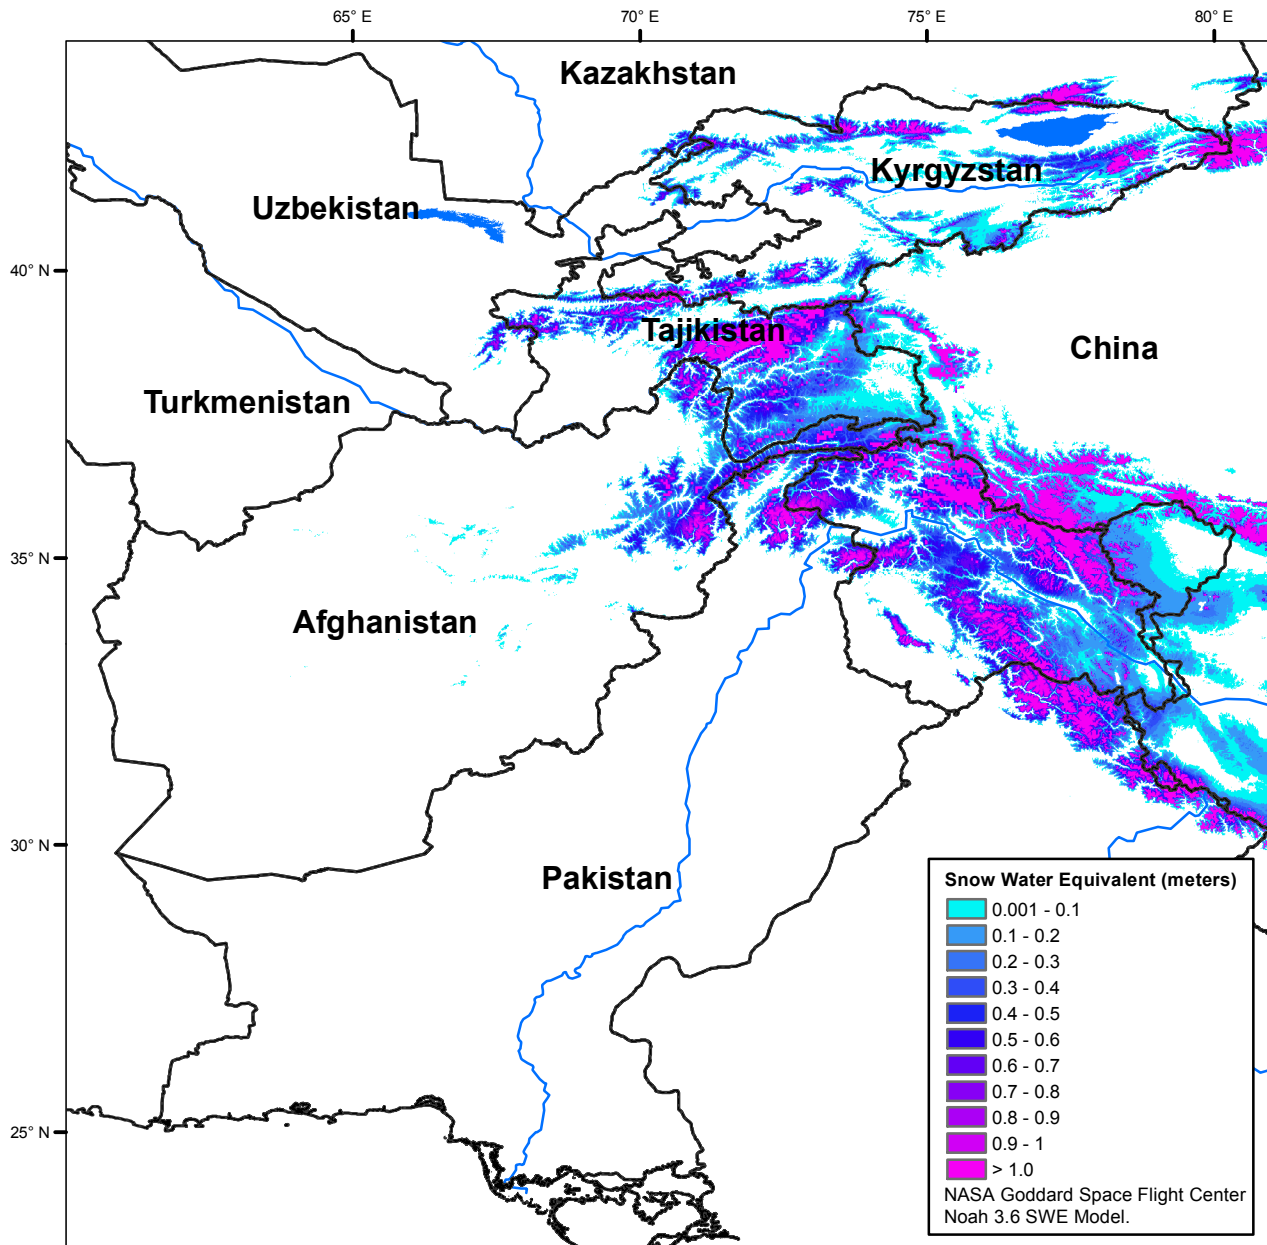 65° E
70° E
75° E
80° E
Kazakhstan
Kyrgyzstan
Uzbekistan
40° N
Tajikistan
China
Turkmenistan
35° N
Afghanistan
30° N
Pakistan
25° N
Snow Water Equivalent (meters)
0.001 - 0.1
0.1 - 0.2
0.2 - 0.3
0.3 - 0.4
0.4 - 0.5
0.5 - 0.6
0.6 - 0.7
0.7 - 0.8
0.8 - 0.9
0.9 - 1
> 1.0
NASA Goddard Space Flight Center
Noah 3.6 SWE Model.